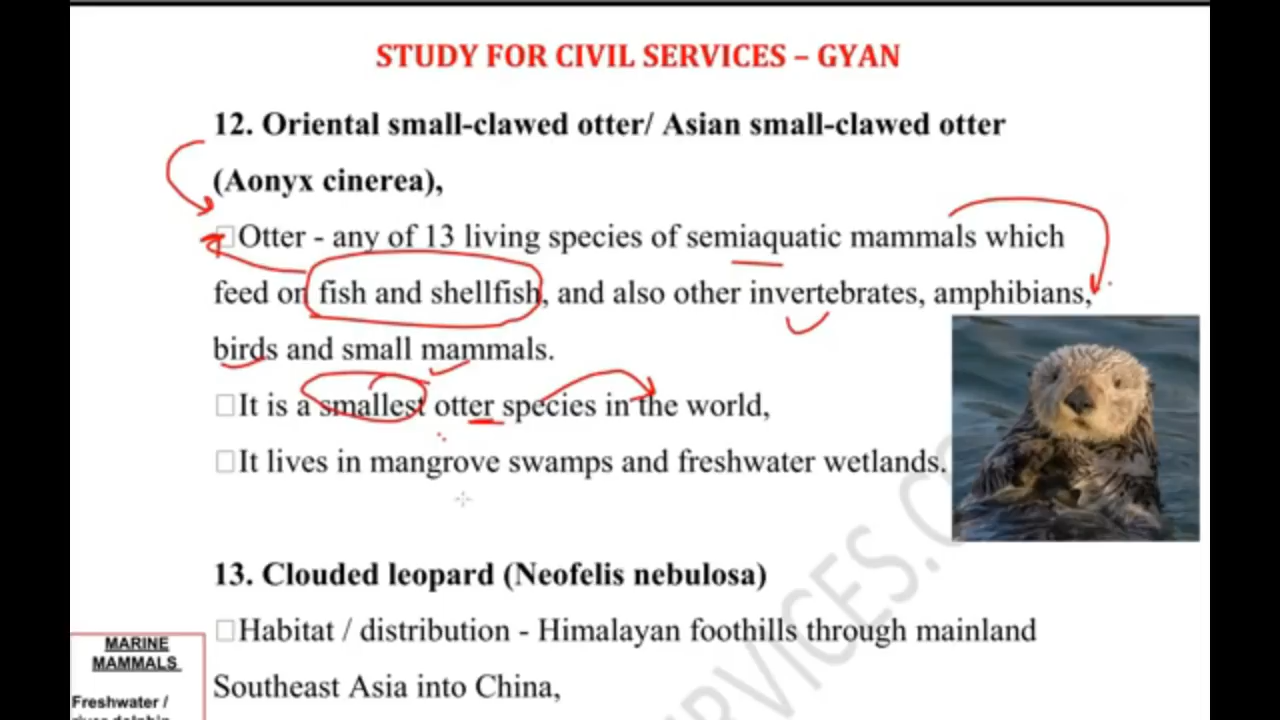 STUDY FOR CIVIL SERVICES – GYAN
12. Oriental small-clawed otter/ Asian small-clawed otter
(Aonyx cinerea),
Otter - any of 13 living species of semiaquatic mammals which
feed on fish and shellfish, and also other invertebrates, amphibians,
birds and small mammals.
It is a smallest otter species in the world,
It lives in mangrove swamps and freshwater wetlands.
13. Clouded leopard (Neofelis nebulosa)
Habitat / distribution - Himalayan foothills through mainland
Southeast Asia into China,
MARINE
MAMMALS
Freshwater /
river dolphin